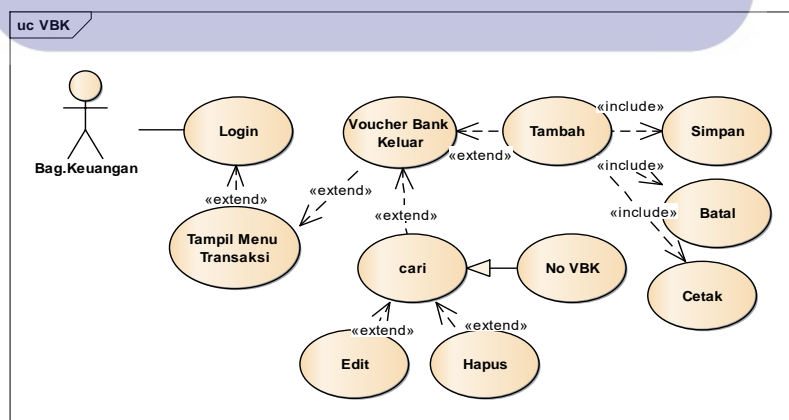 uc VBK
Bag.Keuangan
Login
«extend»
Tampil Menu
Transaksi
«extend»
Voucher Bank
Keluar
«extend»
Tambah
«include»
Simpan
«include»
Batal
«include»
Cetak
«extend»
cari
No VBK
«extend»
Edit
«extend»
Hapus